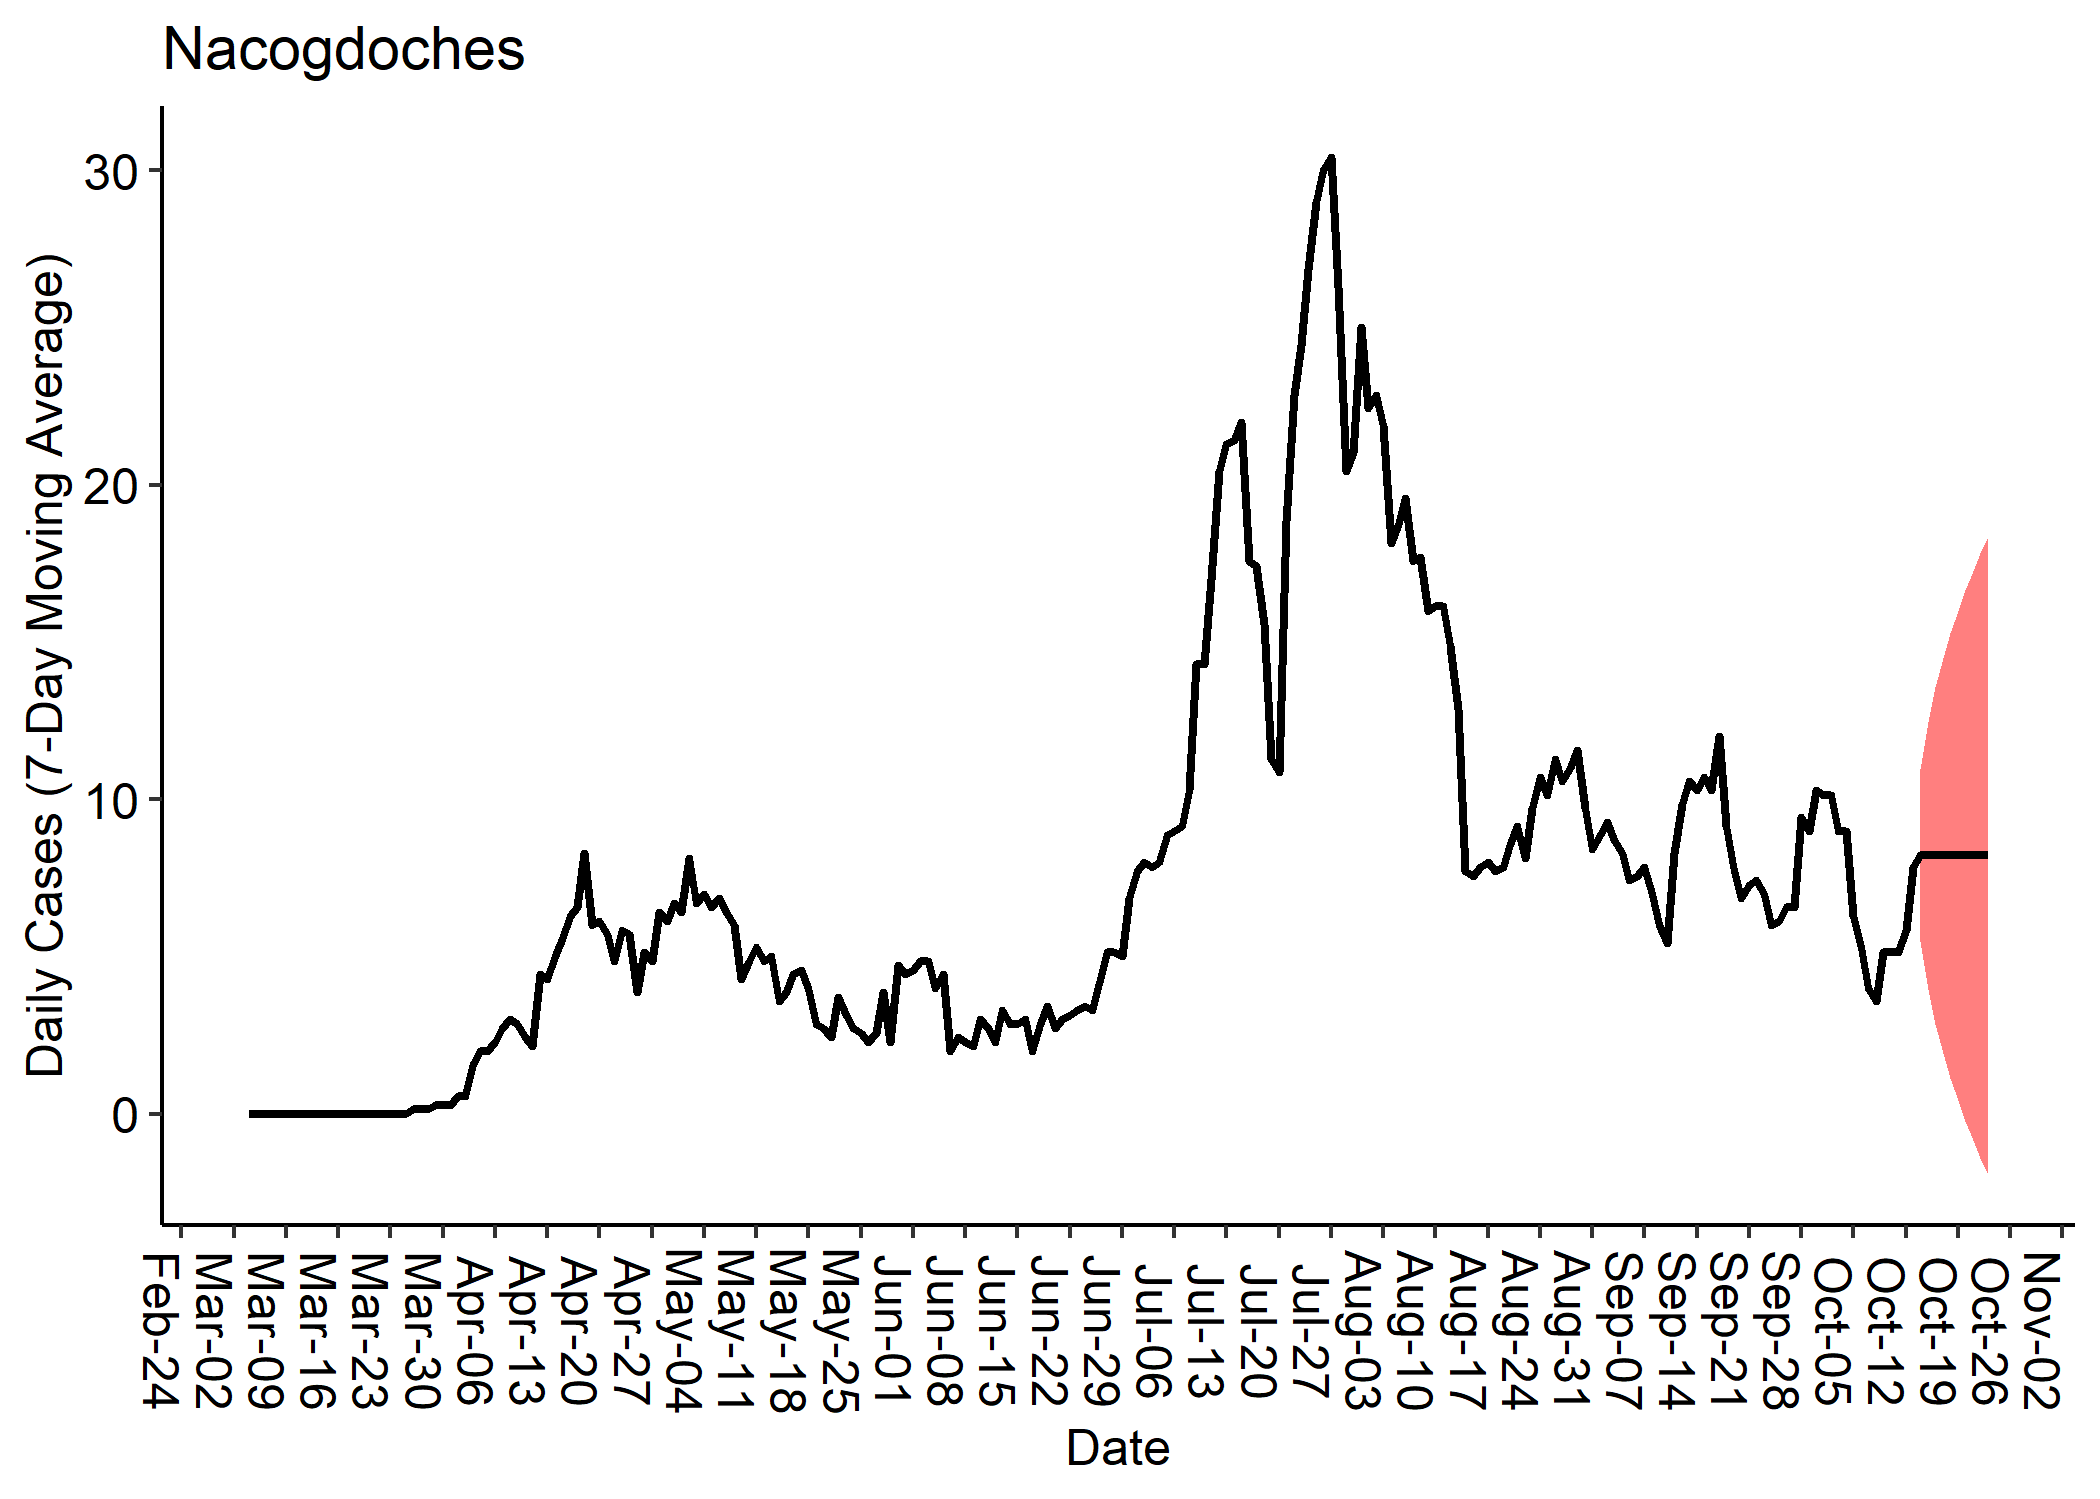 Nacogdoches
Daily Cases (7-Day Moving Average)
30
20
10
0
Feb-24
Mar-02
Mar-09
Mar-16
Mar-23
Mar-30
Apr-06
Apr-13
Apr-20
Apr-27
May-04
May-11
May-18
May-25
Jun-01
Jun-08
Jun-15
Jun-22
Jun-29
Jul-06
Jul-13
Jul-20
Jul-27
Aug-03
Aug-10
Aug-17
Aug-24
Aug-31
Sep-07
Sep-14
Sep-21
Sep-28
Oct-05
Oct-12
Oct-19
Oct-26
Nov-02
Date